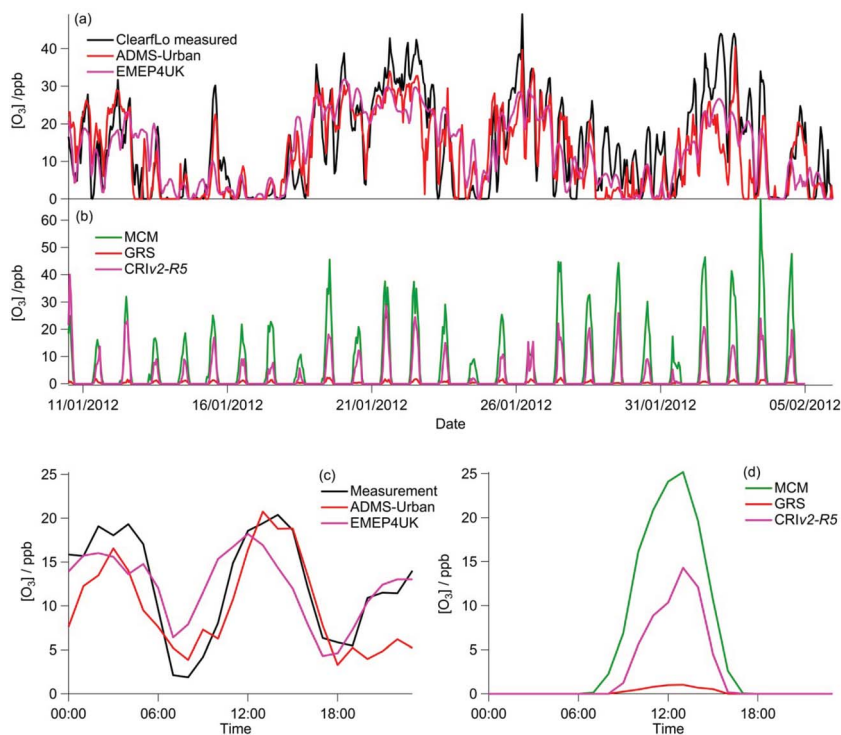 (a)
ClearfLo measured
ADMS-Urban
EMEP4UK
[O3] /ppb
40
30
20
10
0
(b)
MCM
GRS
CRIv2-R5
[O3] /ppb
60
50
40
30
20
10
0
11/01/2012 16/01/2012 21/01/2012 26/01/2012 31/01/2012 05/02/2012
Date
(c)
Measurement
ADMS-Urban
EMEP4UK
[O3] / ppb
25
20
15
10
5
0
00:00 06:00 12:00 18:00
Time
(d)
MCM
GRS
CRIv2-R5
[O3] / ppb
25
20
15
10
5
0
00:00 06:00 12:00 18:00
Time